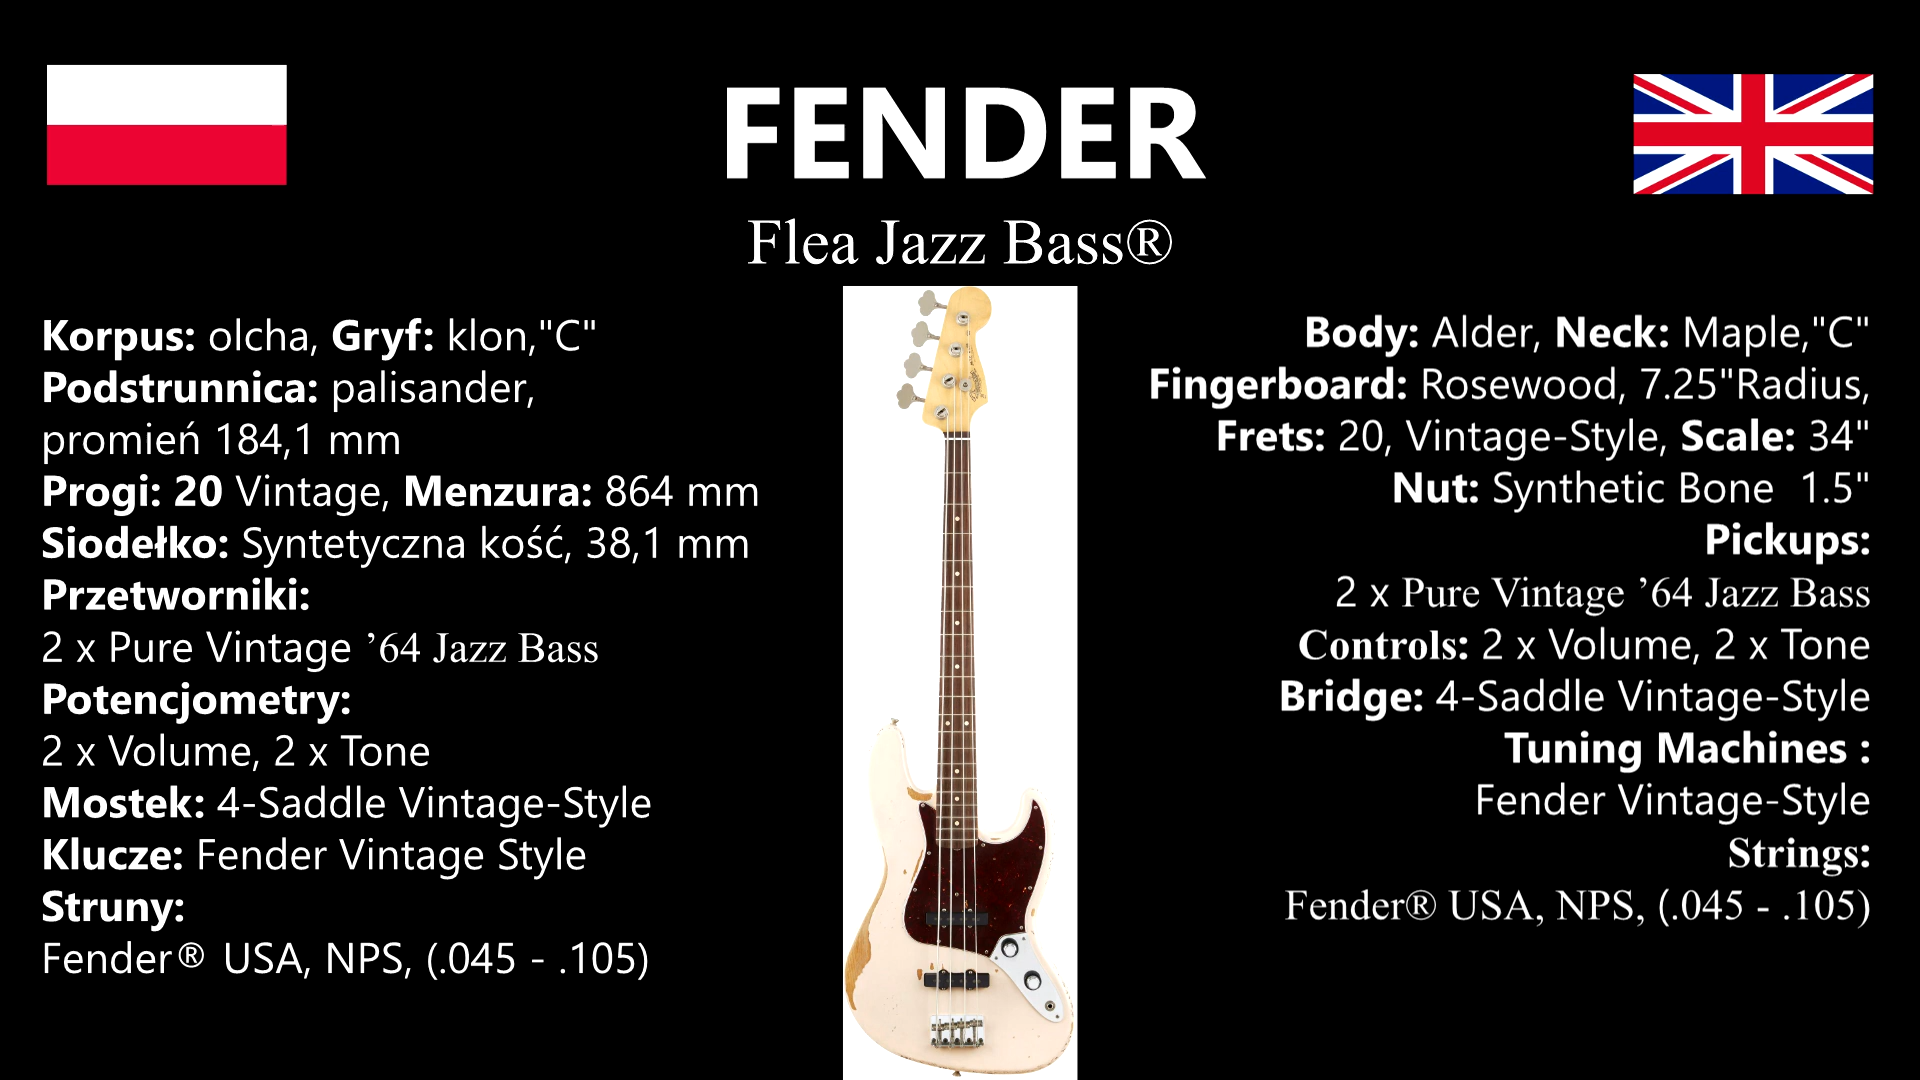 FENDER
Flea Jazz Bass®
Korpus: olcha, Gryf: klon,"C"
Podstrunnica: palisander,
promień 184,1 mm
Progi: 20 Vintage, Menzura: 864 mm
Siodełko: Syntetyczna kość, 38,1 mm
Przetworniki:
2 x Pure Vintage ’64 Jazz Bass
Potencjometry:
2 x Volume, 2 x Tone
Mostek: 4-Saddle Vintage-Style
Klucze: Fender Vintage Style
Struny:
Fender® USA, NPS, (.045 - .105)
Body: Alder, Neck: Maple,"C"
Fingerboard: Rosewood, 7.25"Radius,
Frets: 20, Vintage-Style, Scale: 34"
Nut: Synthetic Bone  1.5"
Pickups:
2 x Pure Vintage ’64 Jazz Bass
Controls: 2 x Volume, 2 x Tone
Bridge: 4-Saddle Vintage-Style
Tuning Machines :
Fender Vintage-Style
Strings:
Fender® USA, NPS, (.045 - .105)